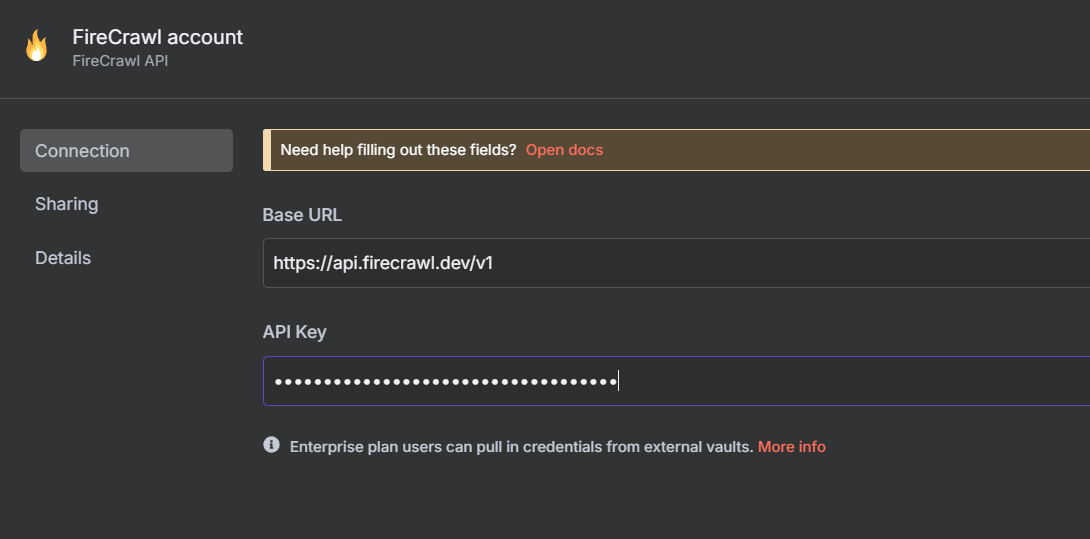 FireCrawl account
FireCrawl API
Connection
Sharing
Details
Need help filling out these fields? Open docs
Base URL
https://api.firecrawl.dev/v1
API Key
•••••••••••••••••••••••••••••••••••
Enterprise plan users can pull in credentials from external vaults. More info